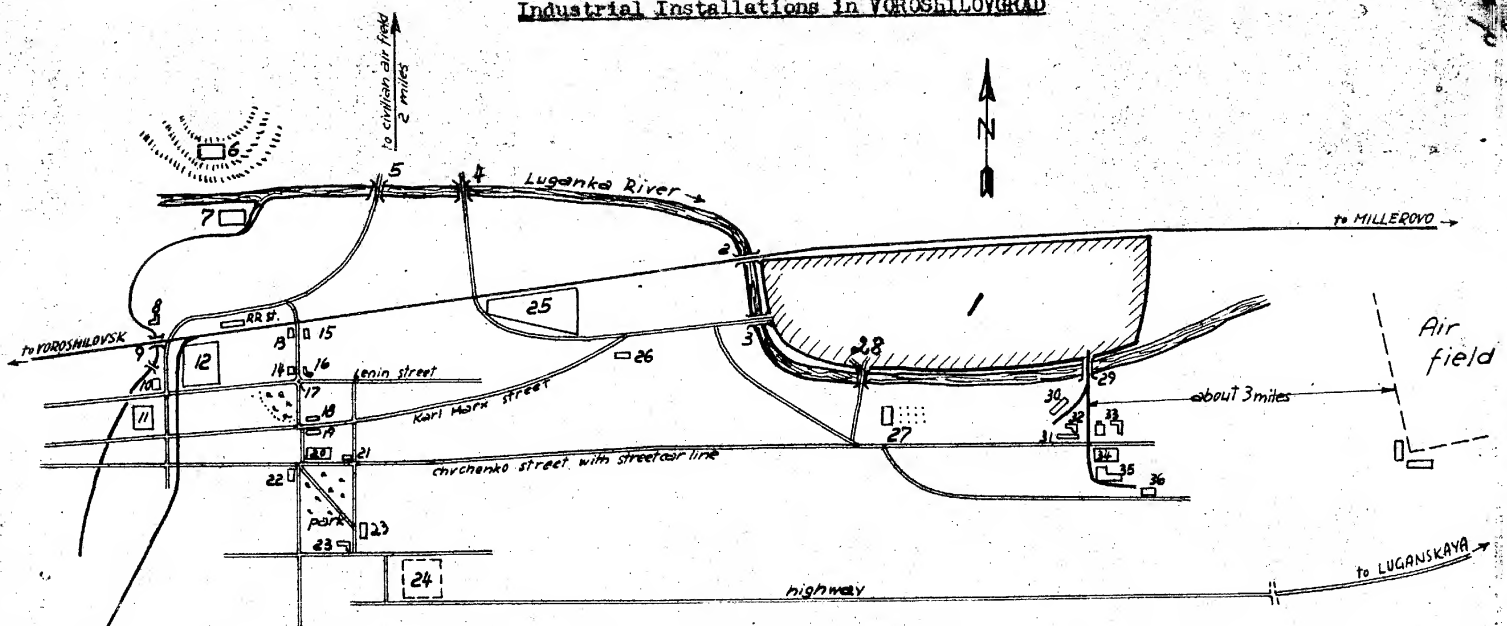 Industrial Installations in VOROSHILOVGRAD
to civilian air field
2 miles
N
6
5
4
Luganka River
7
to MILLEROVO
2
1
25
8
RR st.
13
15
3
28
Air
field
to VOROSHILOVSK
9
12
26
29
14
16
Lenin street
10
17
30
about 3 miles
11
18
Karl Marx street
27
32
33
19
31
20
21
34
chvchenko street with streetcar line
22
35
36
park
23
23
24
to LUGANSKAYA
highway